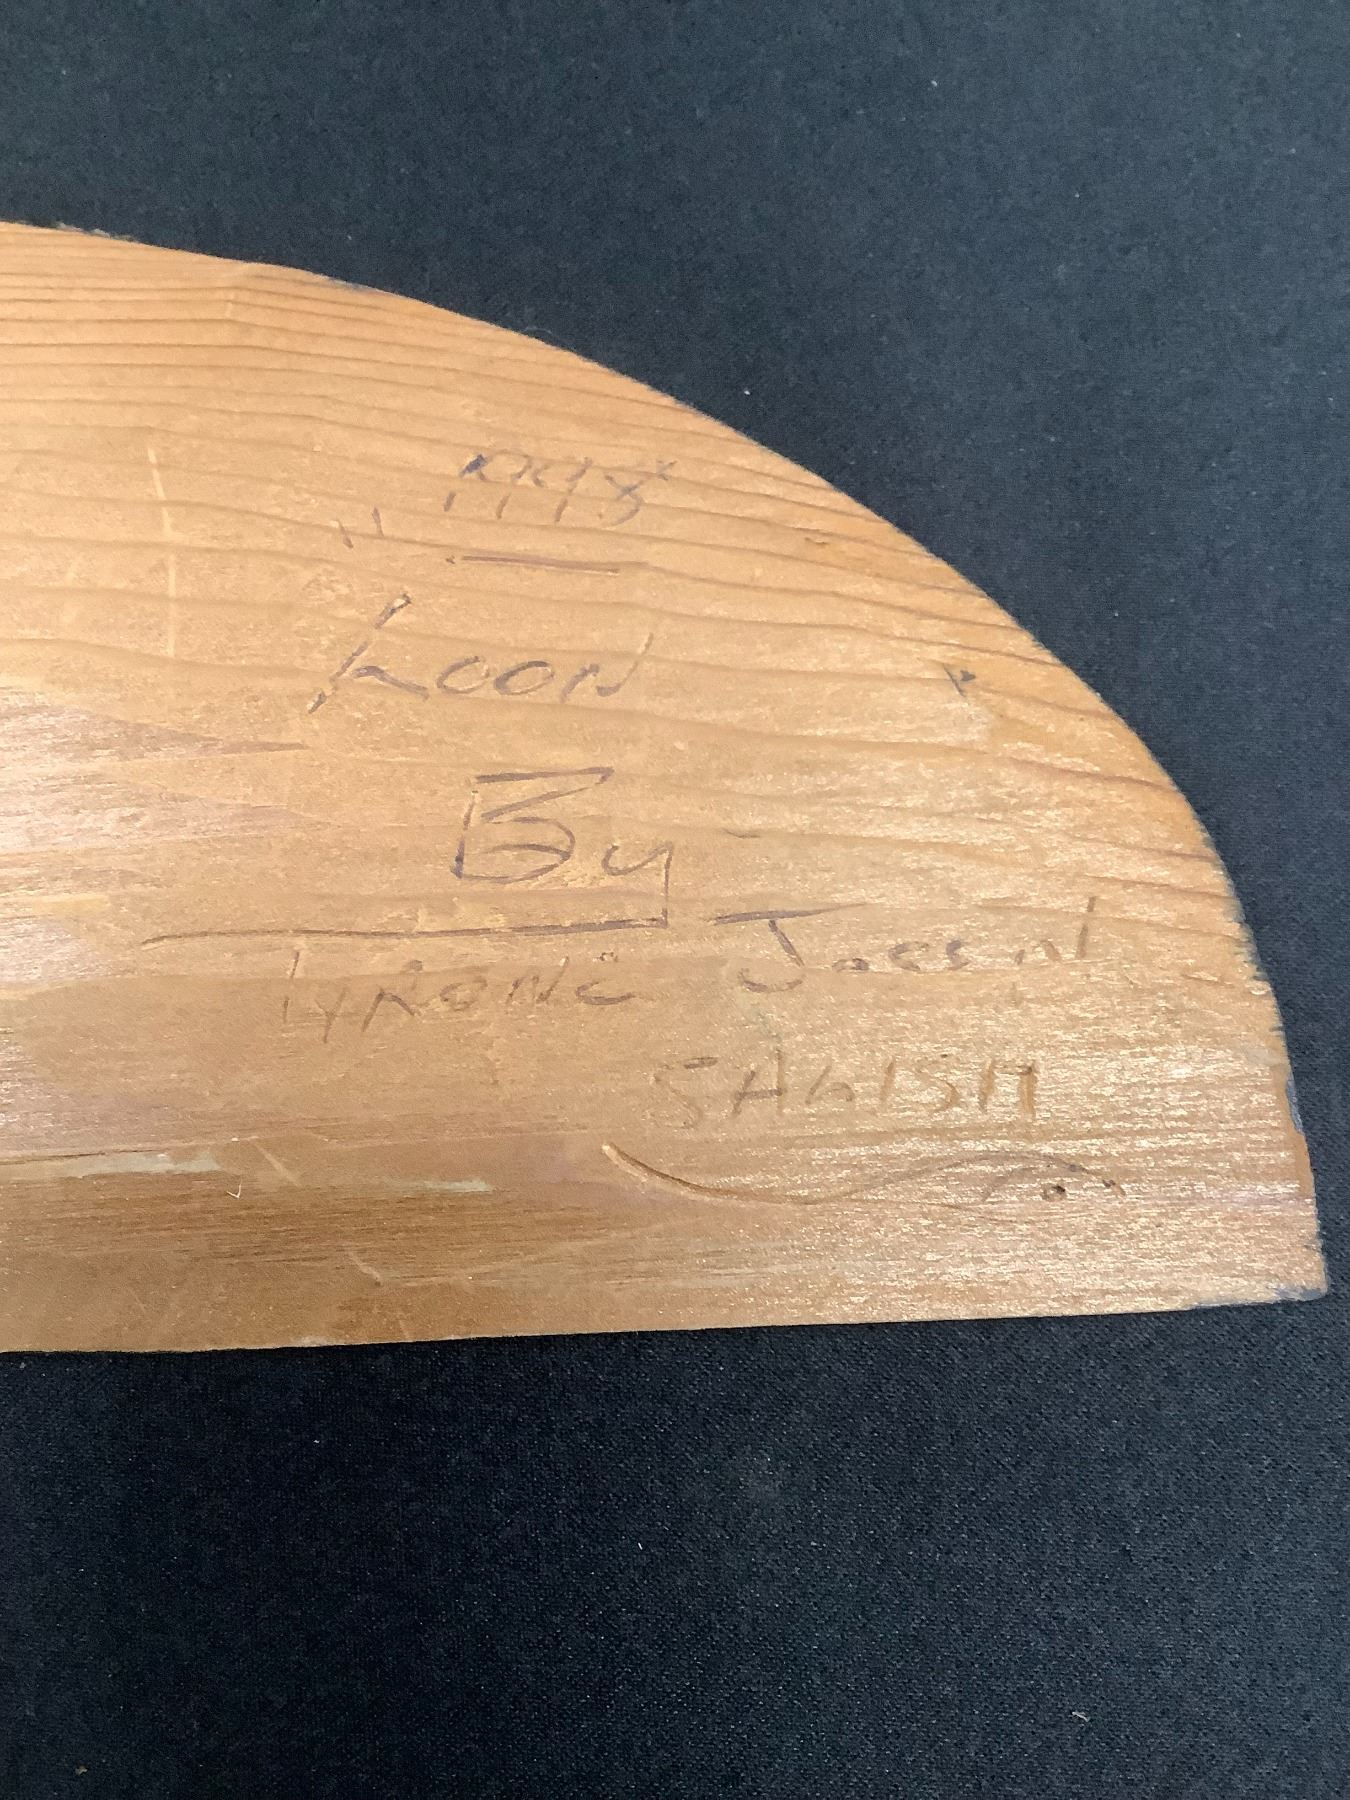 1998
"
Loon
By
Tyrone Joseph
SALISH